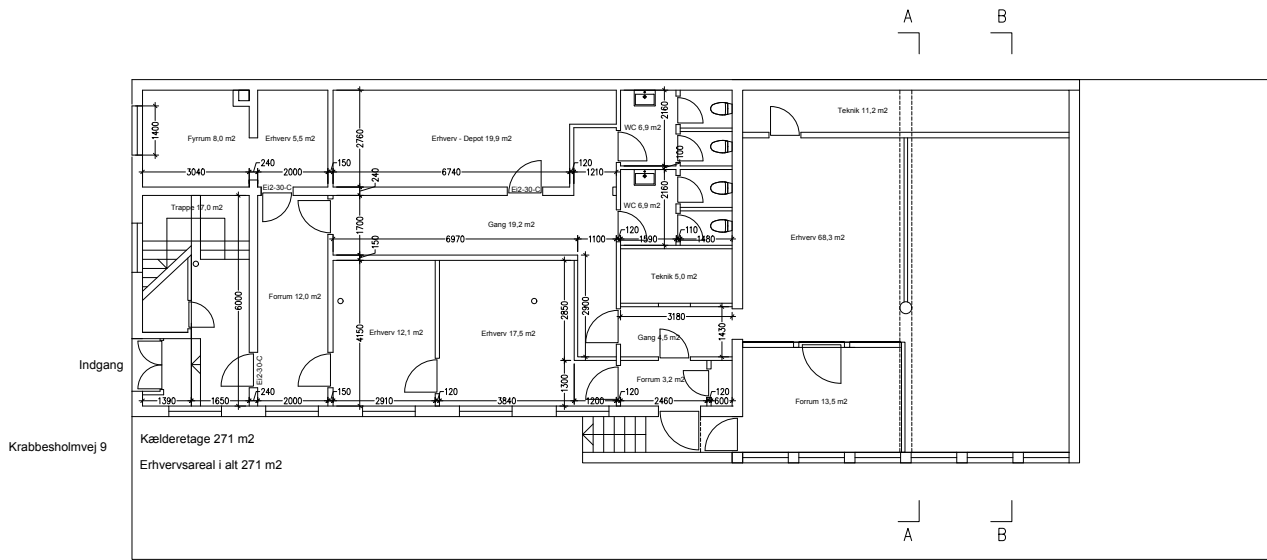 A
B
Teknik 11,2 m2
2160
WC 6,9 m2
1400
Fyrrum 8,0 m2
Erhverv 5,5 m2
2760
Erhverv - Depot 19,9 m2
100
3040
240
2000
150
6740
240
120
1210
Ei2-30-C
Ei2-30-C
2160
WC 6,9 m2
Trappe 17,0 m2
1700
Gang 19,2 m2
6970
1100
120
1590
110
1480
150
Erhverv 68,3 m2
Teknik 5,0 m2
6000
Forrum 12,0 m2
4150
Erhverv 12,1 m2
Erhverv 17,5 m2
2850
2900
3180
1430
Gang 4,5 m2
Indgang
Ei2-30-C
1300
Forrum 3,2 m2
1390
1650
240
2000
150
2910
120
3840
1200
120
2460
120
600
Forrum 13,5 m2
Krabbesholmvej 9
Kælderetage 271 m2
Erhvervsareal i alt 271 m2
A
B